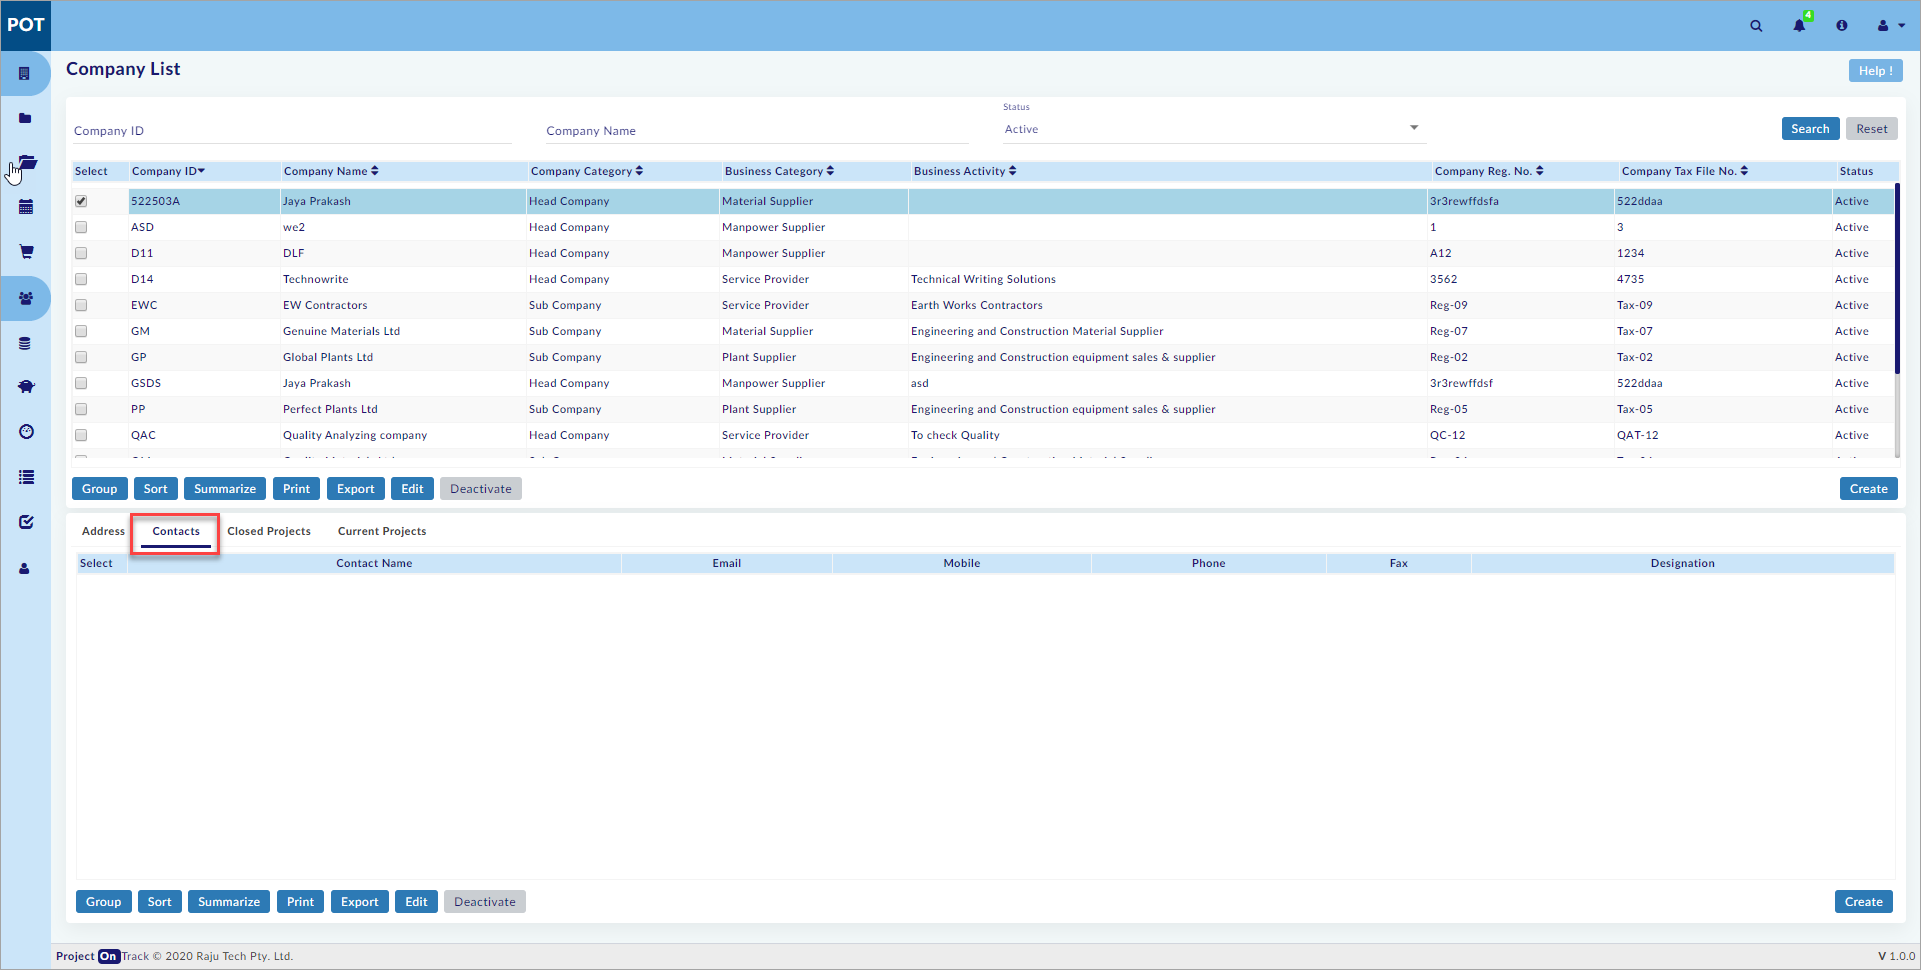 POT
4
Company List
Help !
Status
Company ID Company Name Active Search Reset
Select Company ID Company Name Company Category Business Category Business Activity Company Reg. No. Company Tax File No. Status
522503A Jaya Prakash Head Company Material Supplier 3r3rewffdsfa 522ddaa Active
ASD we2 Head Company Manpower Supplier 1 3 Active
D11 DLF Head Company Manpower Supplier A12 1234 Active
D14 Technowrite Head Company Service Provider Technical Writing Solutions 3562 4735 Active
EWC EW Contractors Sub Company Service Provider Earth Works Contractors Reg-09 Tax-09 Active
GM Genuine Materials Ltd Sub Company Material Supplier Engineering and Construction Material Supplier Reg-07 Tax-07 Active
GP Global Plants Ltd Sub Company Plant Supplier Engineering and Construction equipment sales & supplier Reg-02 Tax-02 Active
GSDS Jaya Prakash Head Company Manpower Supplier asd 3r3rewffdsf 522ddaa Active
PP Perfect Plants Ltd Sub Company Plant Supplier Engineering and Construction equipment sales & supplier Reg-05 Tax-05 Active
QAC Quality Analyzing company Head Company Service Provider To check Quality QC-12 QAT-12 Active
Group Sort Summarize Print Export Edit Deactivate Create
Address Contacts Closed Projects Current Projects
Select Contact Name Email Mobile Phone Fax Designation
Group Sort Summarize Print Export Edit Deactivate Create
Project On Track © 2020 Raju Tech Pty. Ltd. V 1.0.0